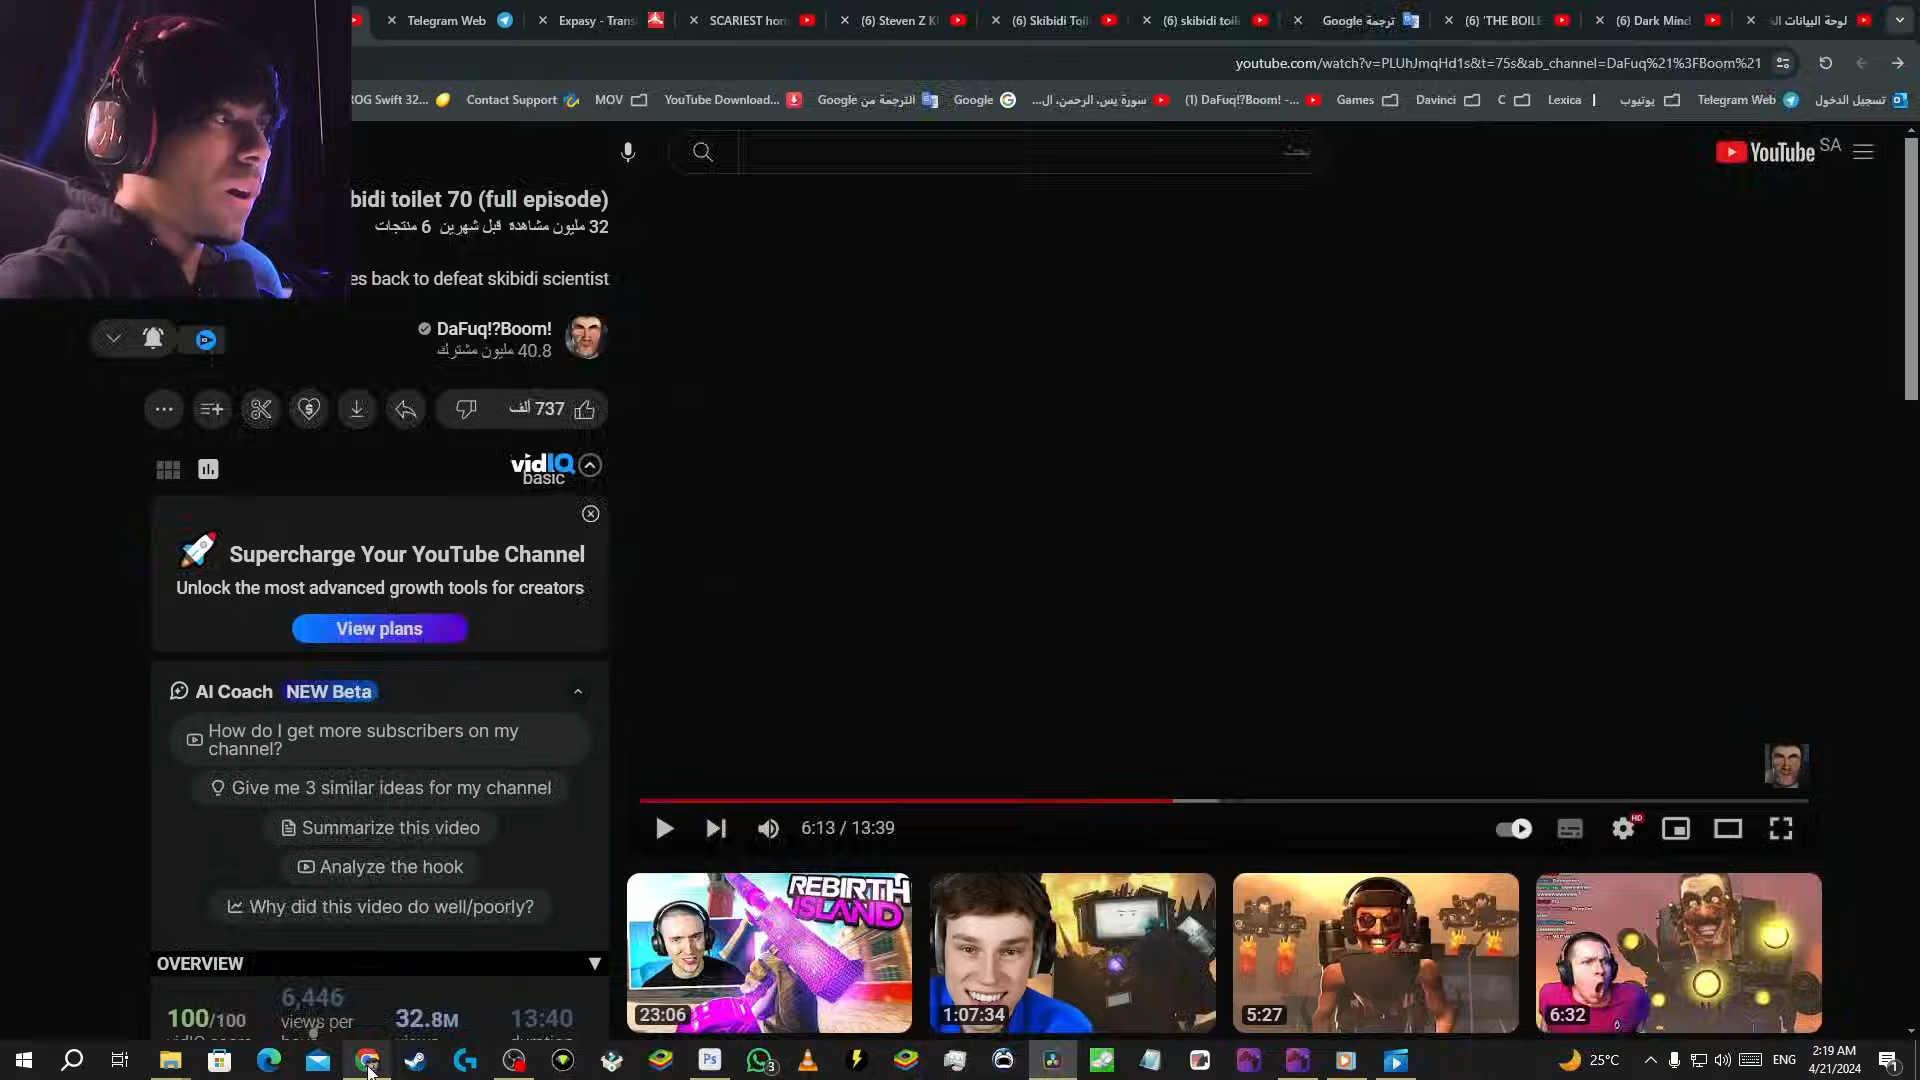 Telegram Web
Expasy - Trans
SCARIEST hor
(6) Steven Z K
(6) Skibidi Toil
(6) skibidi toil
ترجمة Google
(6) 'THE BOILE
(6) Dark Mind
لوحة البيانات ال
youtube.com/watch?v=PLUhJmqHd1s&t=75s&ab_channel=DaFuq%21%3FBoom%21
ROG Swift 32...
Contact Support
MOV
YouTube Download...
الترجمة من Google
Google
سورة يس، الرحمن، ال...
(1) DaFuq!?Boom! -...
Games
Davinci
C
Lexica
يوتيوب
Telegram Web
تسجيل الدخول
YouTube SA
bidi toilet 70 (full episode)
32 مليون مشاهدة قبل شهرين 6 منتجات
es back to defeat skibidi scientist
DaFuq!?Boom!
40.8 مليون مشترك
737 ألف
vidIQ
basic
Supercharge Your YouTube Channel
Unlock the most advanced growth tools for creators
View plans
AI Coach NEW Beta
How do I get more subscribers on my
channel?
Give me 3 similar ideas for my channel
Summarize this video
Analyze the hook
Why did this video do well/poorly?
OVERVIEW
100/100
6,446
views per
32.8M
13:40
6:13 / 13:39
HD
REBIRTH
ISLAND
23:06
1:07:34
5:27
6:32
Ps
3
25°C
ENG
2:19 AM
4/21/2024
1